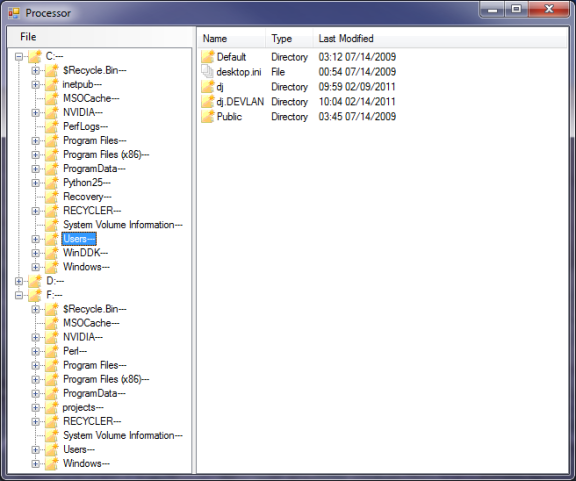 Processor
File
C:---
$Recycle.Bin---
inetpub---
MSOCache---
NVIDIA---
PerfLogs---
Program Files---
Program Files (x86)---
ProgramData---
Python25---
Recovery---
RECYCLER---
System Volume Information---
Users---
WinDDK---
Windows---
D:---
F:---
$Recycle.Bin---
MSOCache---
NVIDIA---
Perl---
Program Files---
Program Files (x86)---
ProgramData---
projects---
RECYCLER---
System Volume Information---
Users---
Windows---
Name Type Last Modified
Default Directory 03:12 07/14/2009
desktop.ini File 00:54 07/14/2009
dj Directory 09:59 02/09/2011
dj.DEVLAN Directory 10:04 02/14/2011
Public Directory 03:45 07/14/2009